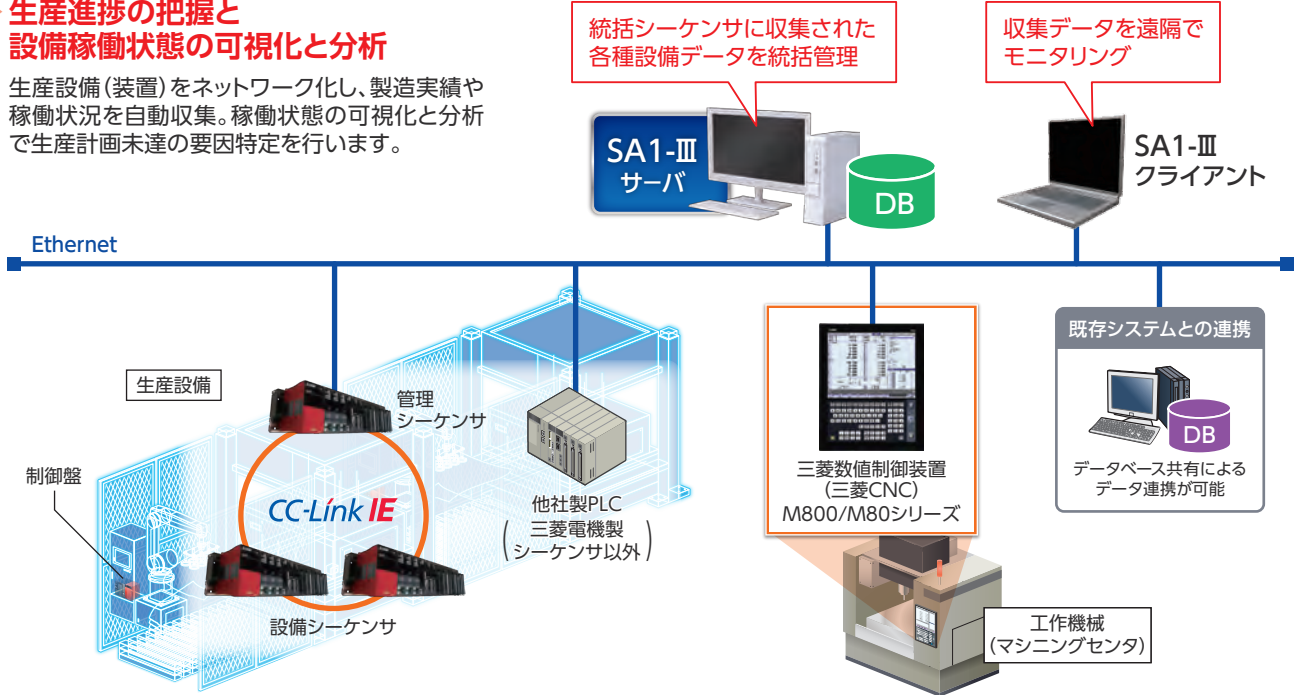 生産進捗の把握と
設備稼働状態の可視化と分析
生産設備(装置)をネットワーク化し、製造実績や
稼働状況を自動収集。稼働状態の可視化と分析
で生産計画未達の要因特定を行います。
統括シーケンサに収集された
各種設備データを統括管理
収集データを遠隔で
モニタリング
SA1-Ⅲ
サーバ
DB
SA1-Ⅲ
クライアント
Ethernet
生産設備
管理
シーケンサ
制御盤
CC-Link IE
設備シーケンサ
他社製PLC
(三菱電機製
シーケンサ以外)
三菱数値制御装置
(三菱CNC)
M800/M80シリーズ
既存システムとの連携
DB
データベース共有による
データ連携が可能
工作機械
(マシニングセンタ)